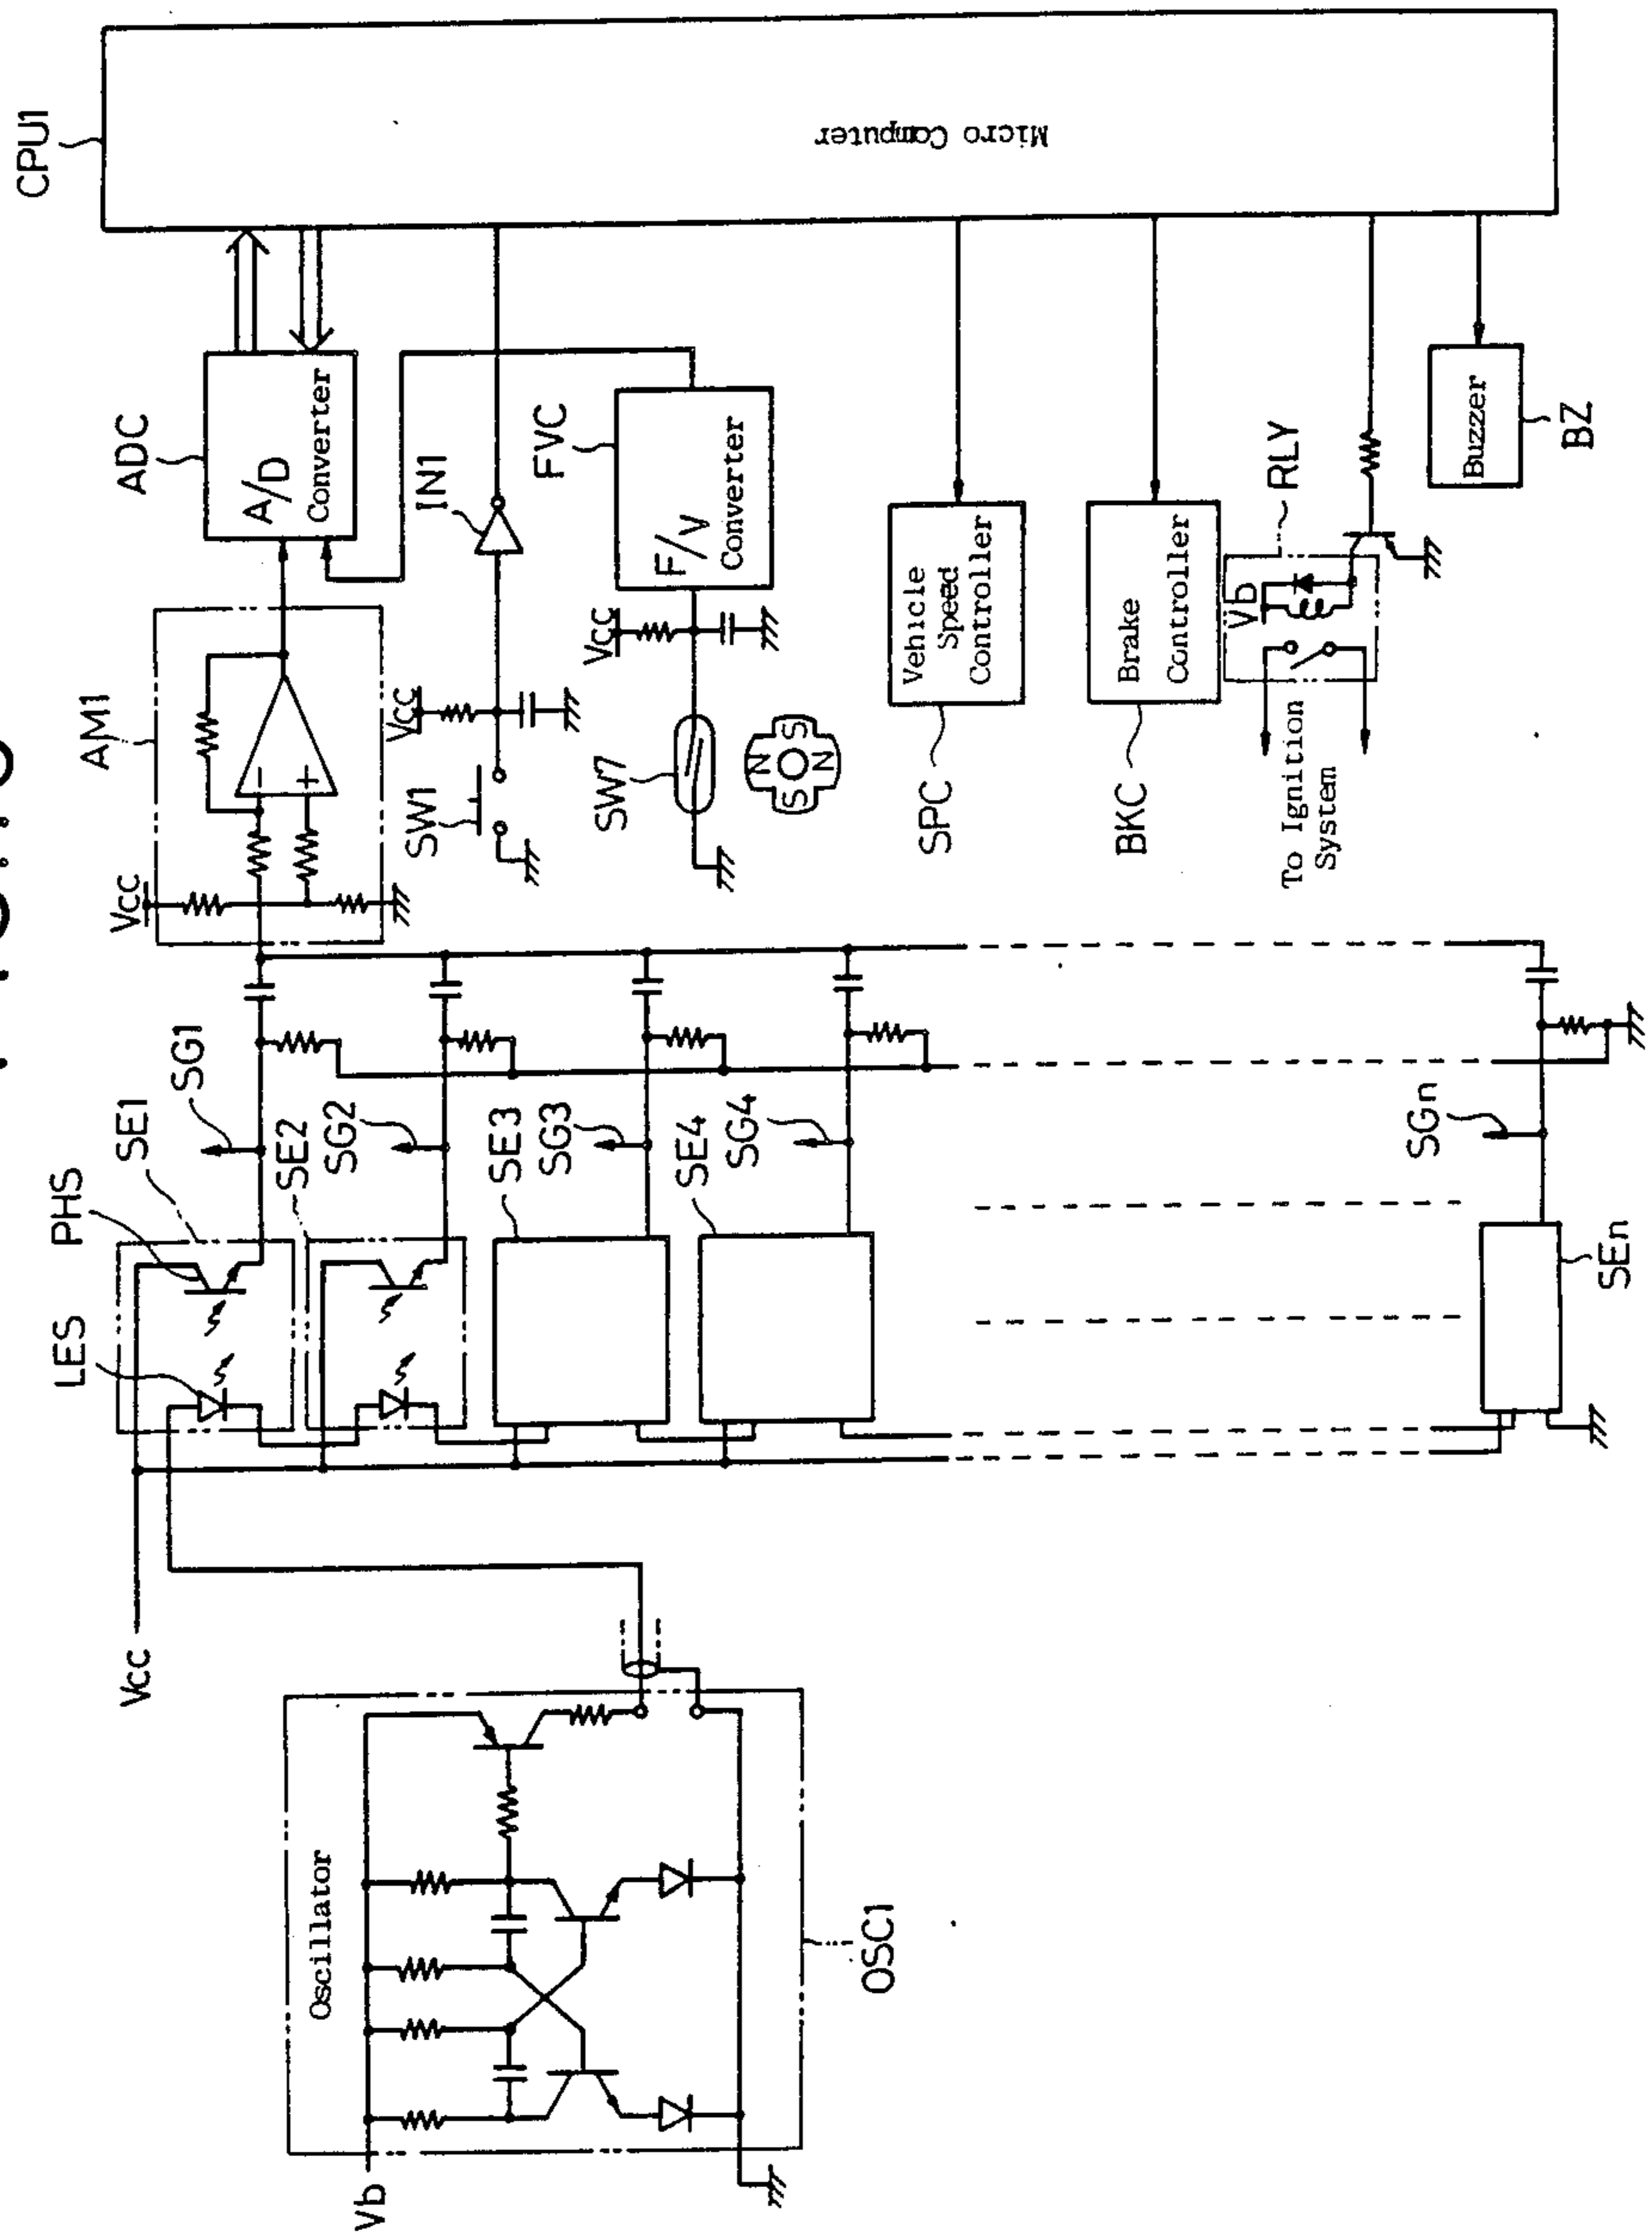 CPU1
Micro Computer
ADC
A/D
Converter
IN1
FVC
F/V
Converter
AM1
Vcc
-
+
Vcc
SW1
Vcc
SW7
N
S
S
N
Vehicle
Speed
Controller
SPC
Brake
Controller
BKC
Vb
RLY
To Ignition
System
Buzzer
BZ
LES
PHS
SE1
SG1
SE2
SG2
SE3
SG3
SE4
SG4
SEn
SGn
Vcc
Oscillator
OSC1
Vb